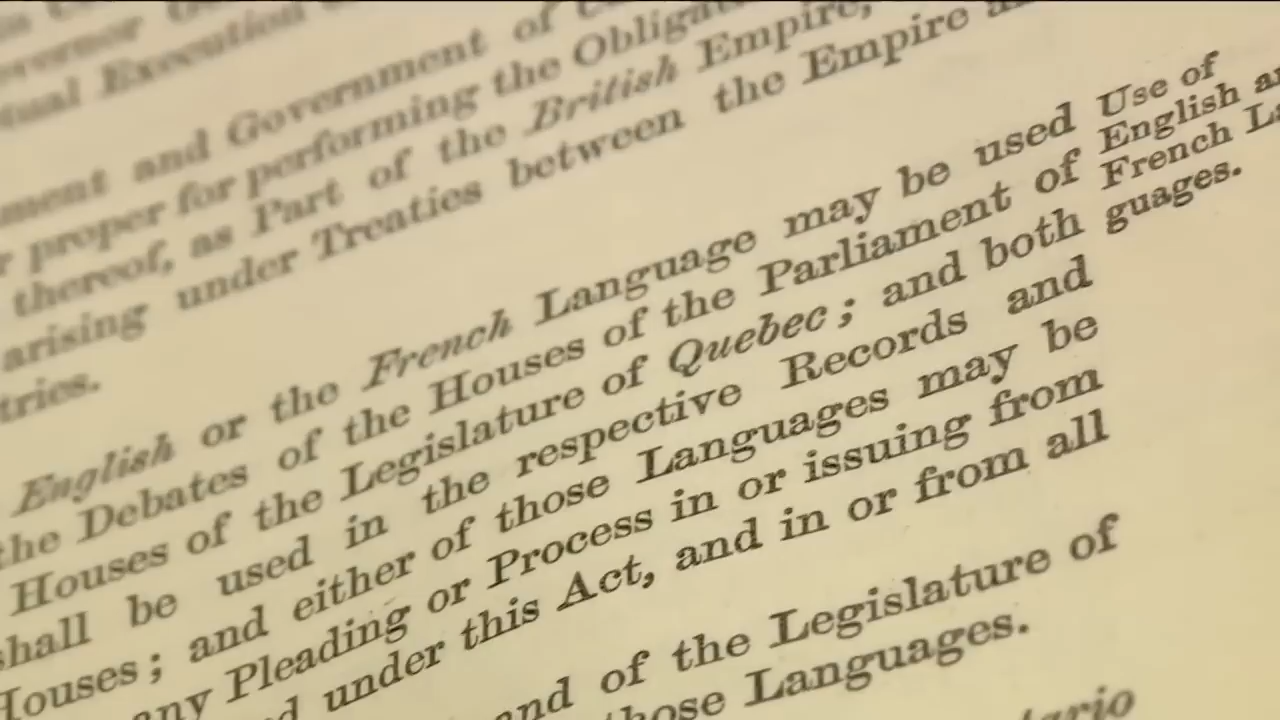 tual Execution
ment and Government of
proper for performing the
thereof, as Part of the British Empire,
arising under Treaties between the Empire
tries.
English or the French Language may be used
the Debates of the Houses of the Parliament of
Houses of the Legislature of Quebec; and both
shall be used in the respective Records and
Houses; and either of those Languages may be
any Pleading or Process in or issuing from
d under this Act, and in or from all
nd of the Legislature of
those Languages.
tario
Use of
English
French
guages.